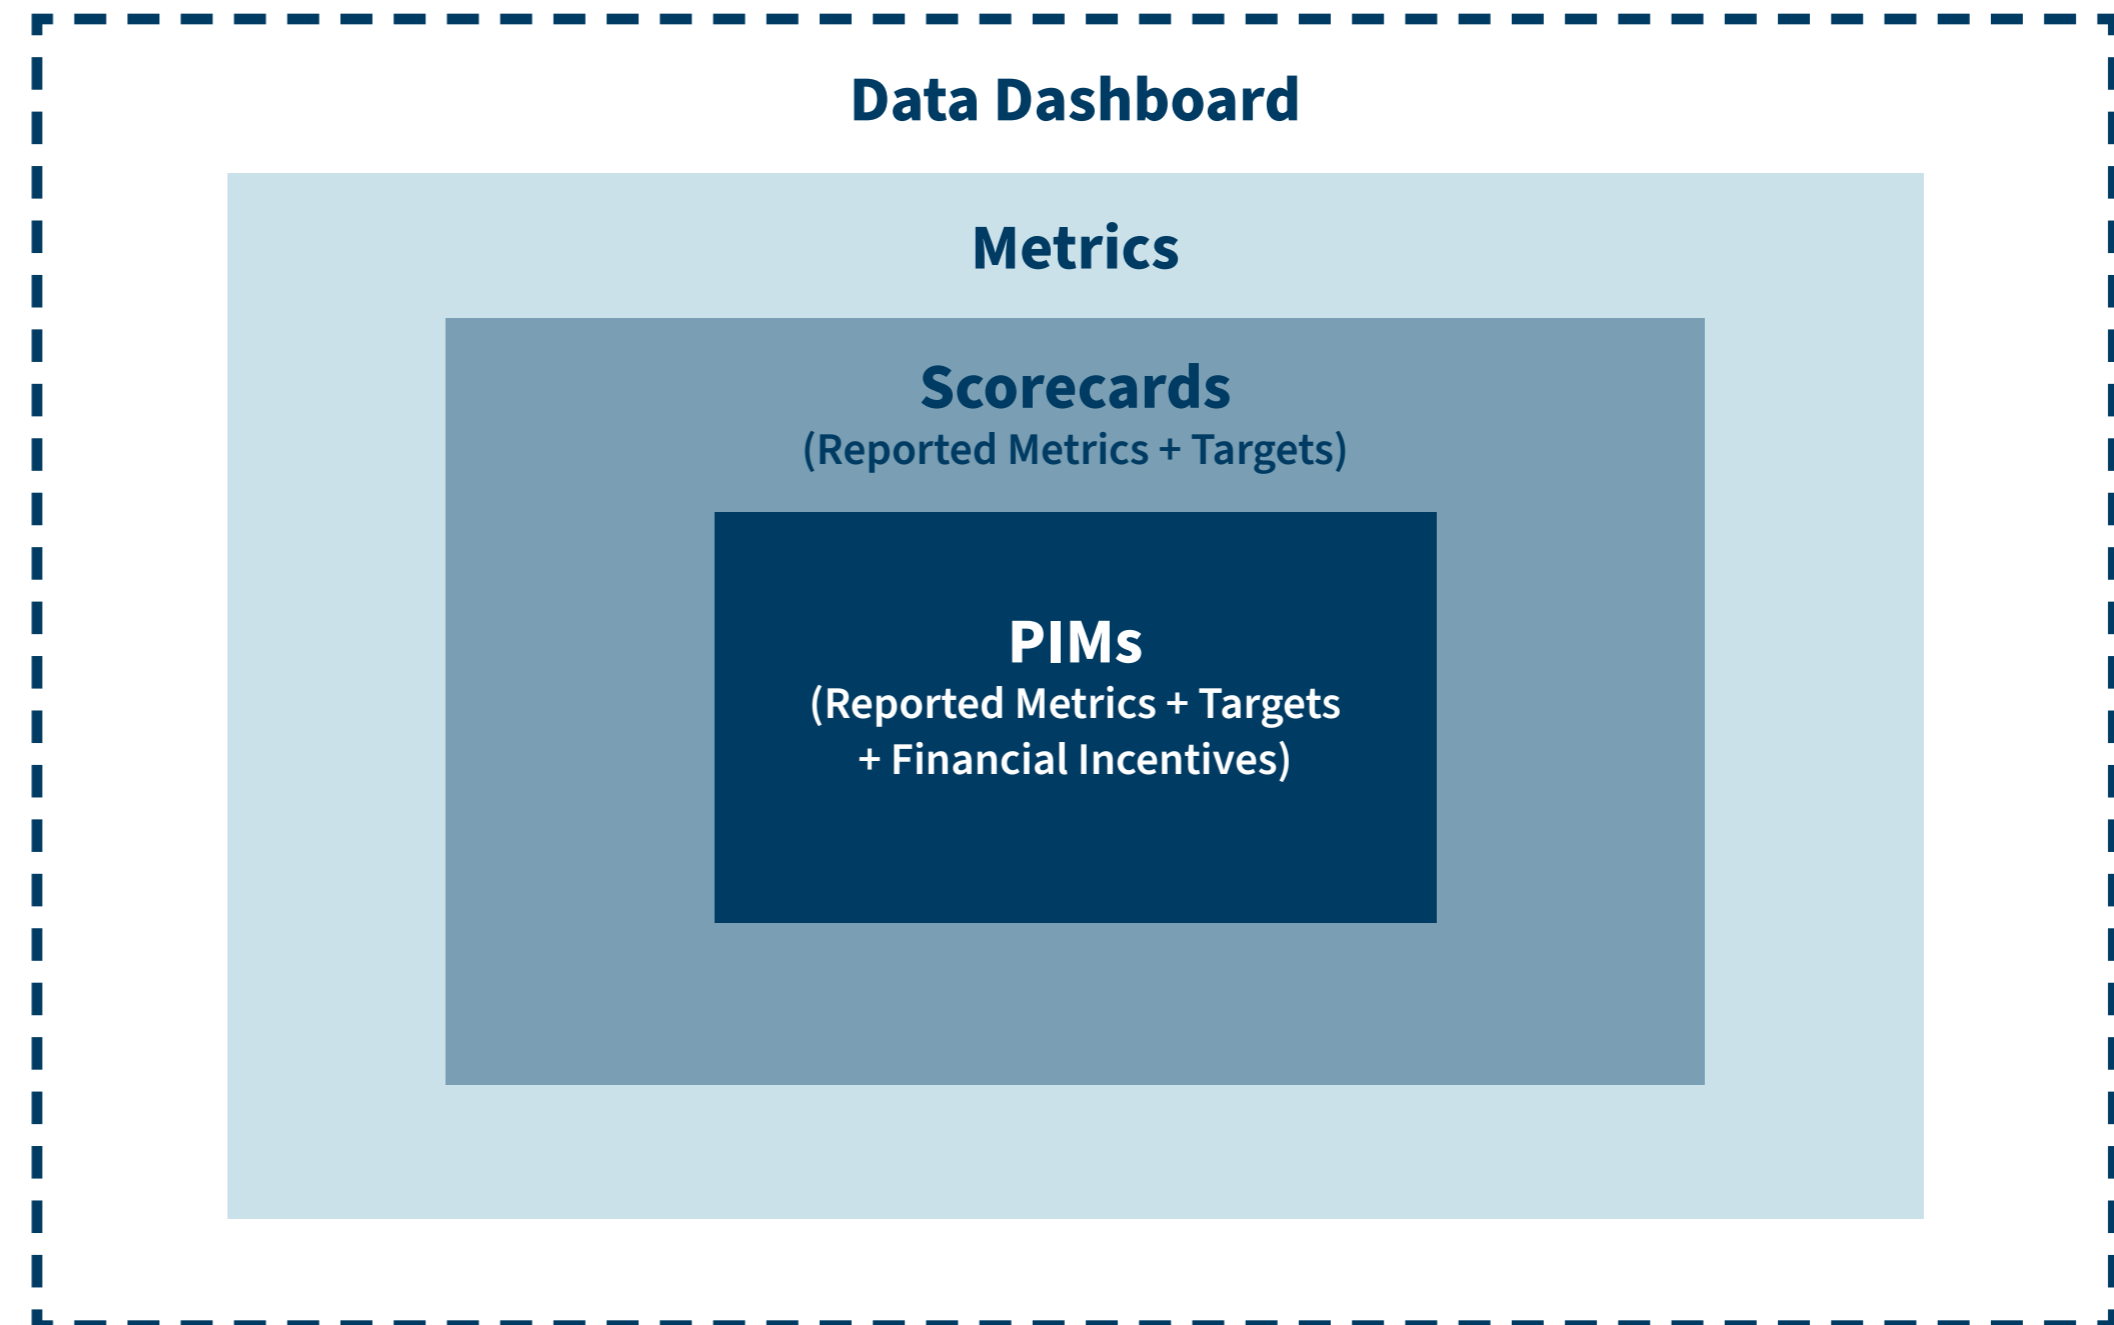 Data Dashboard
Metrics
Scorecards
(Reported Metrics + Targets)
PIMs
(Reported Metrics + Targets
+ Financial Incentives)